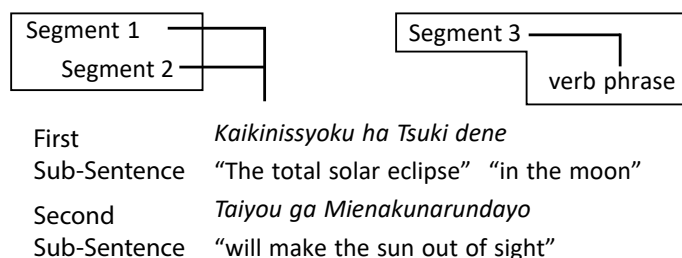 Segment 1
Segment 2
Segment 3
verb phrase
First
Sub-Sentence
Kaikinissyoku ha Tsuki dene
“The total solar eclipse” “in the moon”
Second
Sub-Sentence
Taiyou ga Mienakunarundayo
“will make the sun out of sight”